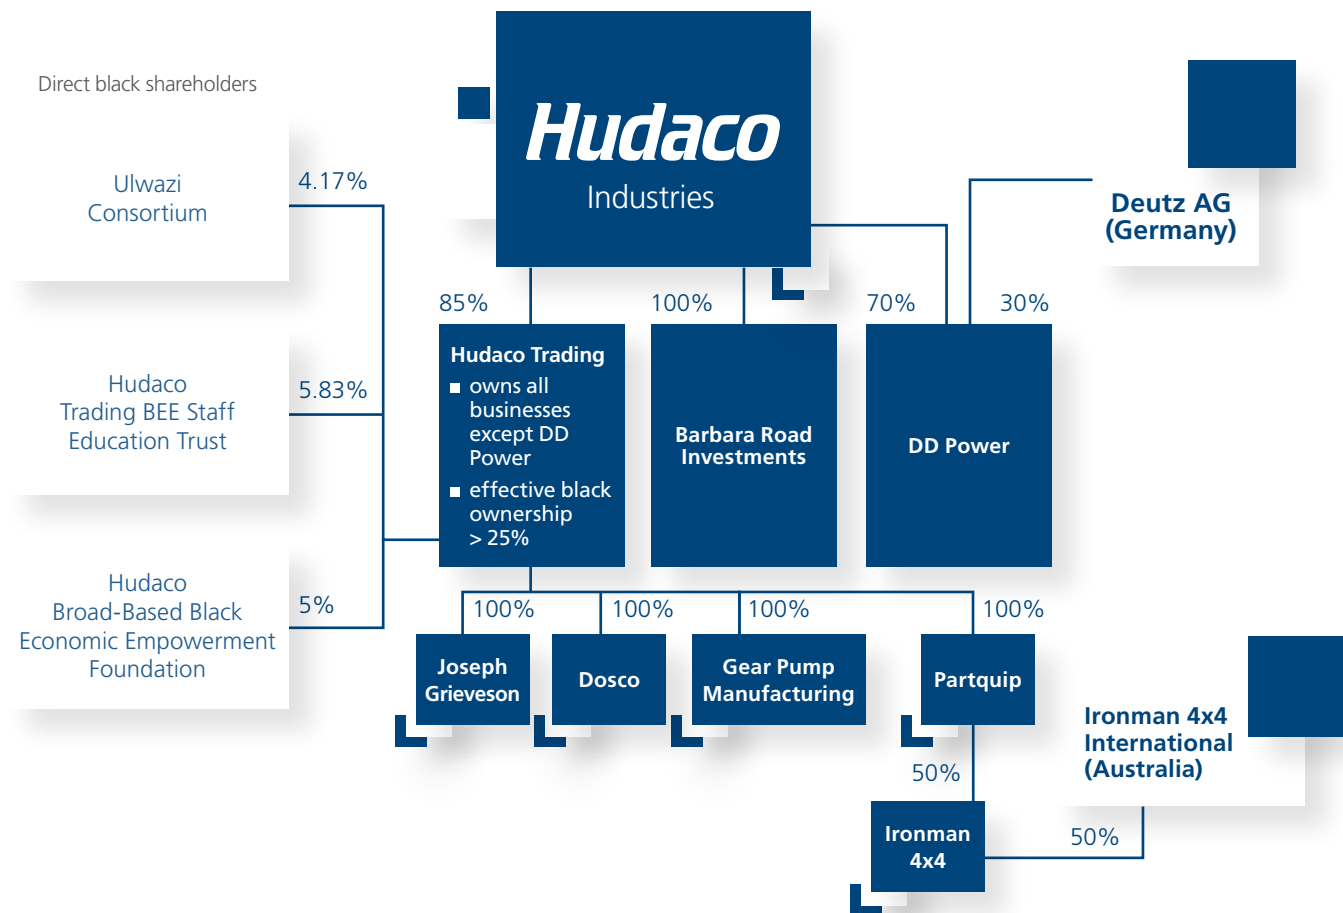 Direct black shareholders
Hudaco
Industries
Ulwazi
Consortium
4.17%
Deutz AG
(Germany)
85%
100%
70%
30%
Hudaco Trading
owns all
businesses
except DD
Power
effective black
ownership
> 25%
Barbara Road
Investments
DD Power
Hudaco
Trading BEE Staff
Education Trust
5.83%
Hudaco
Broad-Based Black
Economic Empowerment
Foundation
5%
100%
100%
100%
100%
Joseph
Grieveson
Dosco
Gear Pump
Manufacturing
Partquip
Ironman 4x4
International
(Australia)
50%
Ironman
4x4
50%